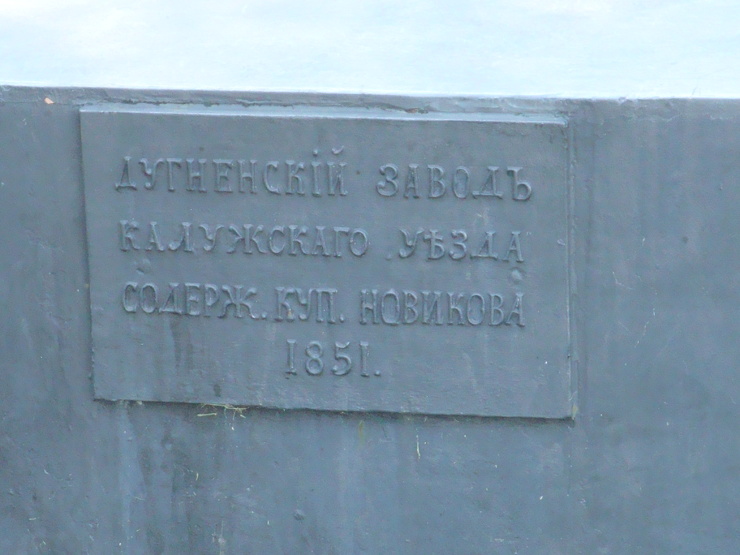 ДУГНЕНСКІЙ ЗАВОДЪ
КАЛУЖСКАГО УѢЗДА
СОДЕРЖ. КУП. НОВИКОВА
1851.